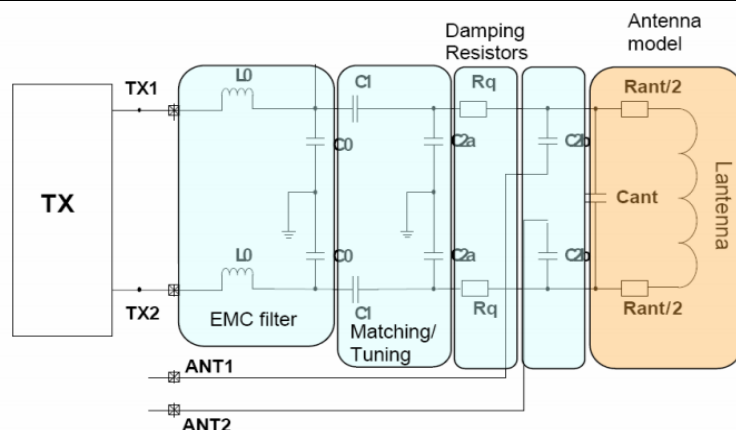 Antenna
model
Damping
Resistors
L0
C1
Rq
Rant/2
TX1
C0
C2a
C2b
TX
Cant
Lantenna
L0
C0
C2a
C2b
TX2
EMC filter
C1
Rq
Rant/2
Matching/
Tuning
ANT1
ANT2